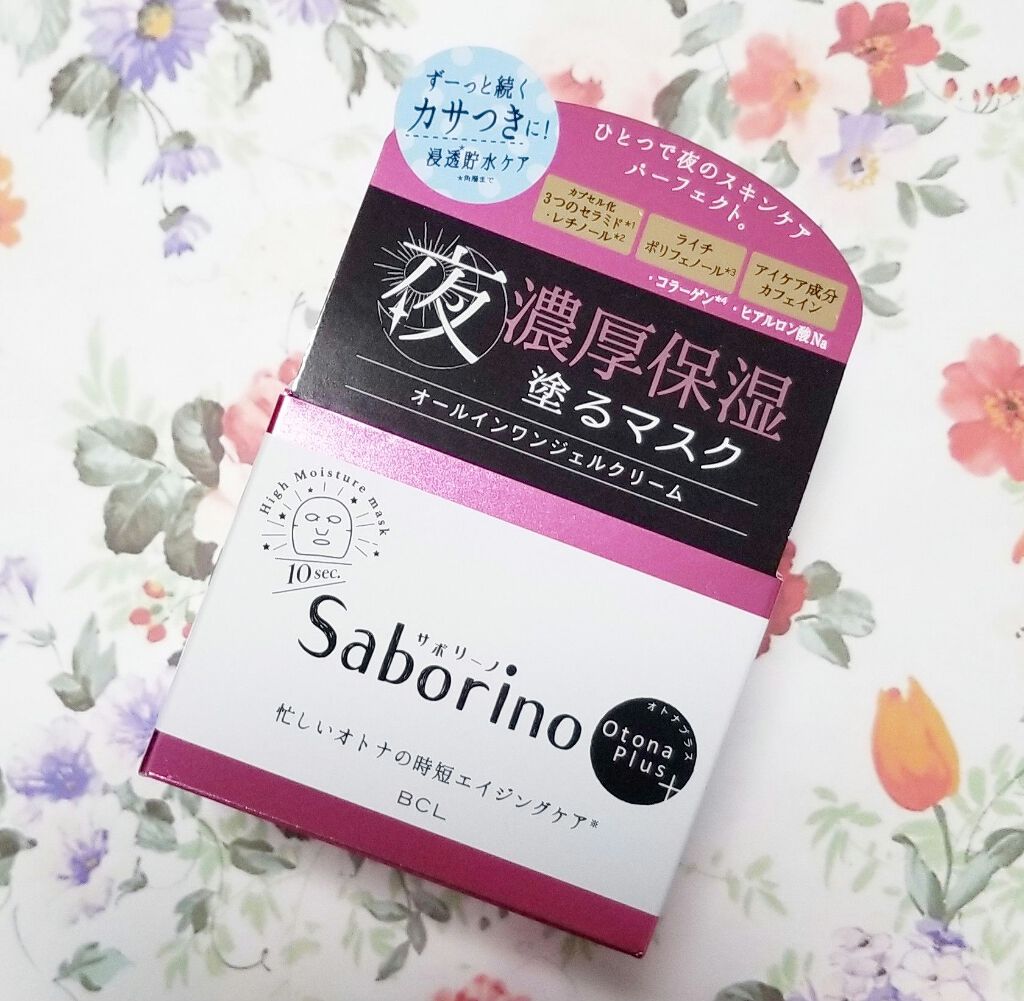 ずーっと続く
カサつきに!
浸透*貯水ケア
*角層まで
ひとつで夜のスキンケア
パーフェクト。
カプセル化
3つのセラミド*1
・レチノール*2
ライチ
ポリフェノール*3
アイケア成分
カフェイン
・コラーゲン*4・ヒアルロン酸Na
夜濃厚保湿
塗るマスク
オールインワンジェルクリーム
High Moisture mask
10sec.
サボリーノ
Saborino
オトナプラス
Otona
Plus+
忙しいオトナの時短エイジングケア※
BCL